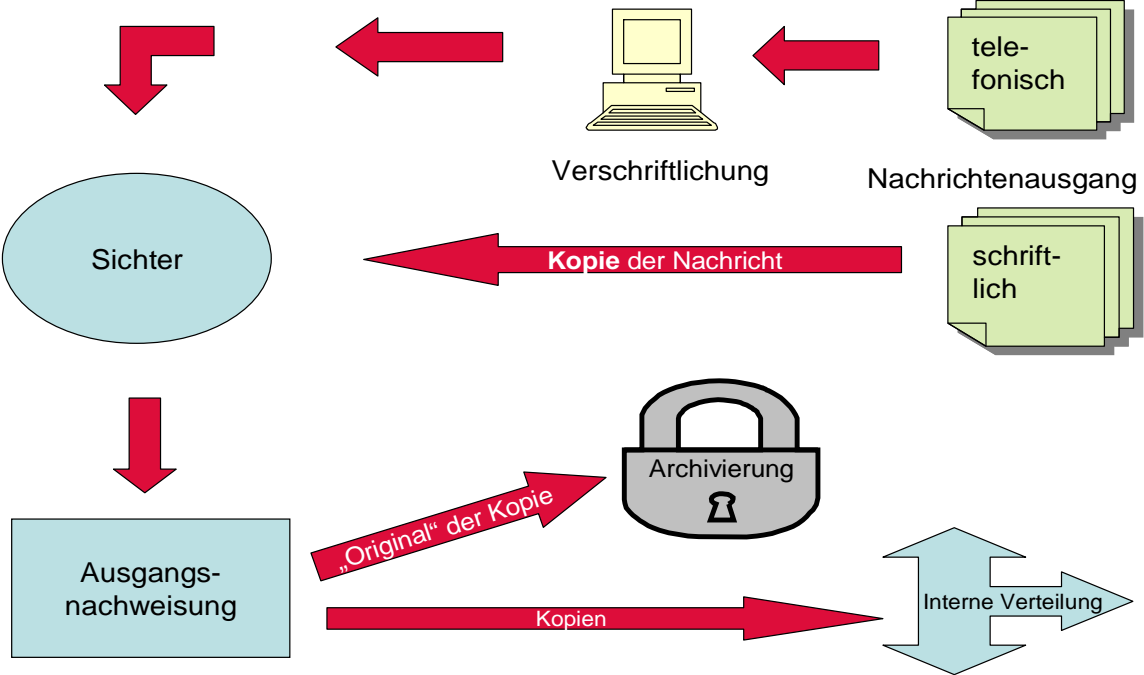 tele-
fonisch
Verschriftlichung
Nachrichtenausgang
Sichter
Kopie der Nachricht
schrift-
lich
Archivierung
„Original“ der Kopie
Ausgangs-
nachweisung
Kopien
Interne Verteilung